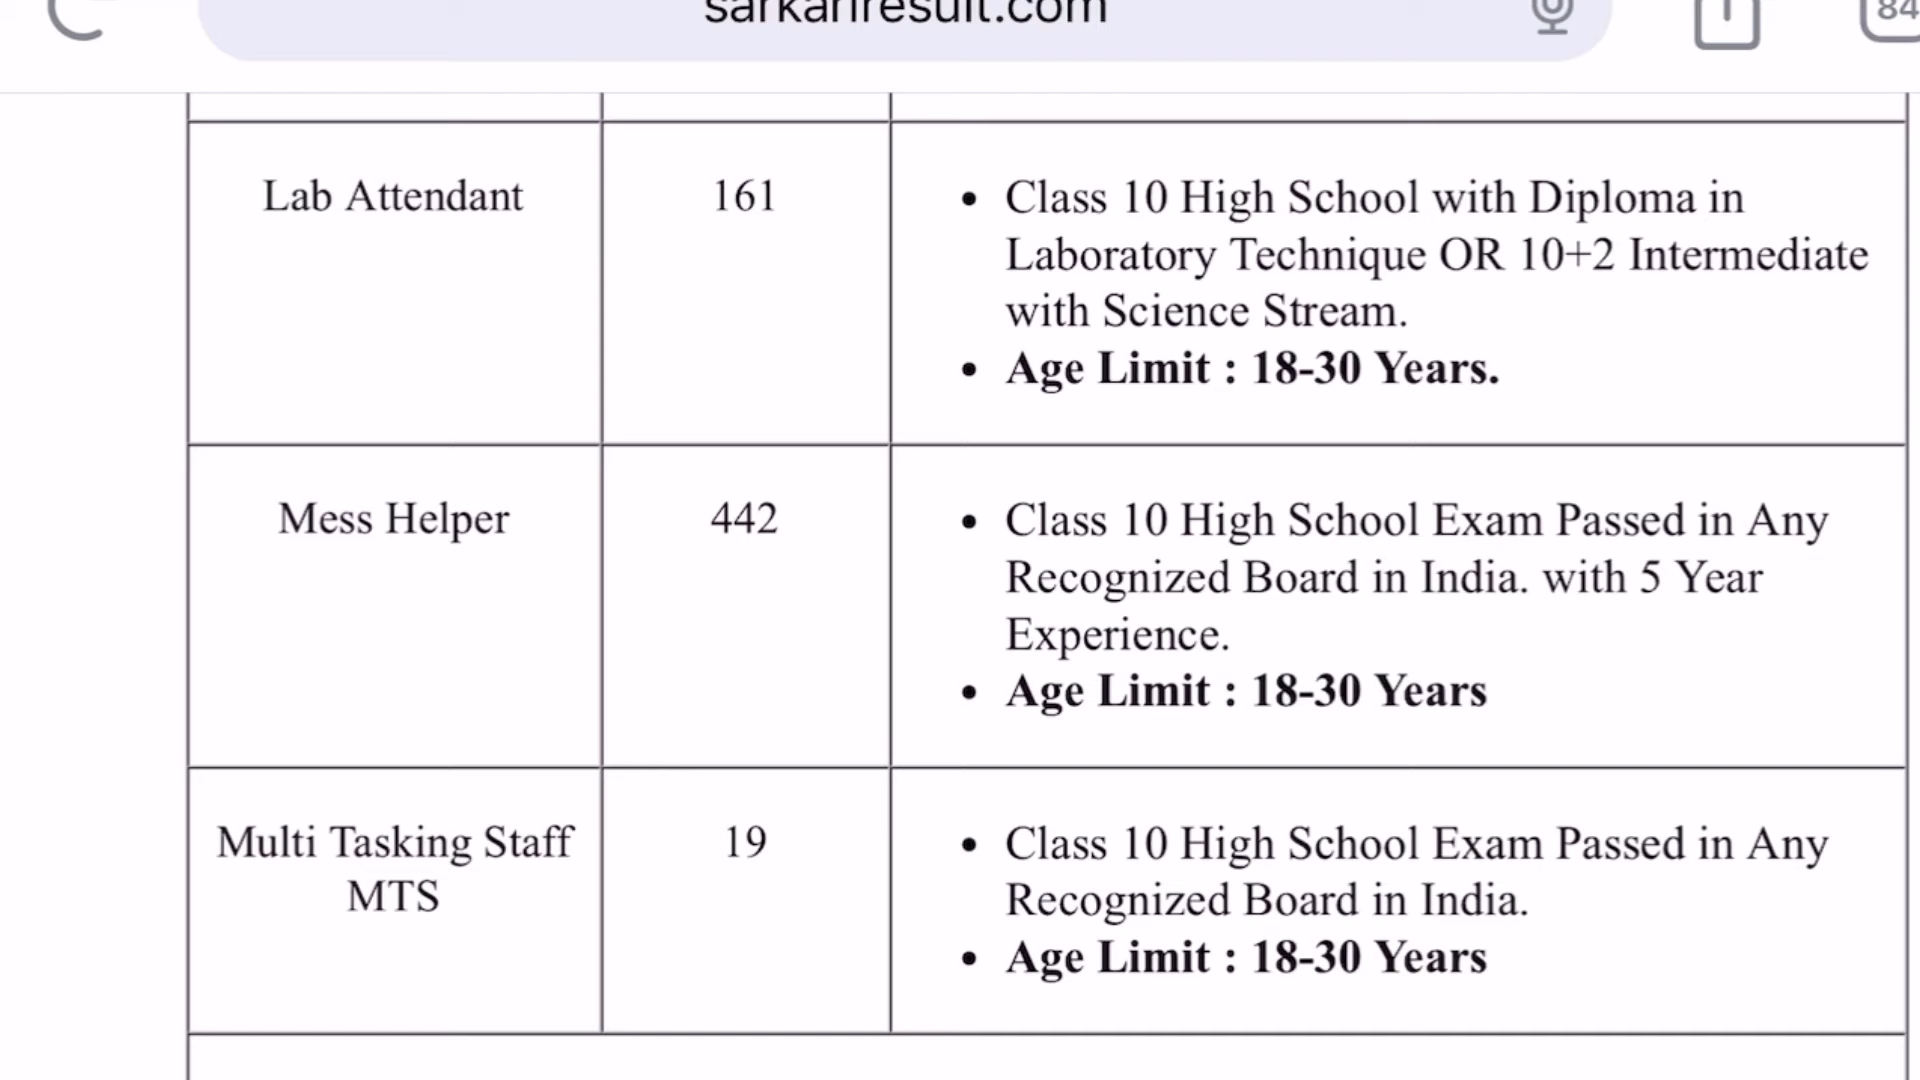 sarkariresult.com
84
Lab Attendant
161
• Class 10 High School with Diploma in
Laboratory Technique OR 10+2 Intermediate
with Science Stream.
• Age Limit : 18-30 Years.
Mess Helper
442
• Class 10 High School Exam Passed in Any
Recognized Board in India. with 5 Year
Experience.
• Age Limit : 18-30 Years
Multi Tasking Staff
MTS
19
• Class 10 High School Exam Passed in Any
Recognized Board in India.
• Age Limit : 18-30 Years